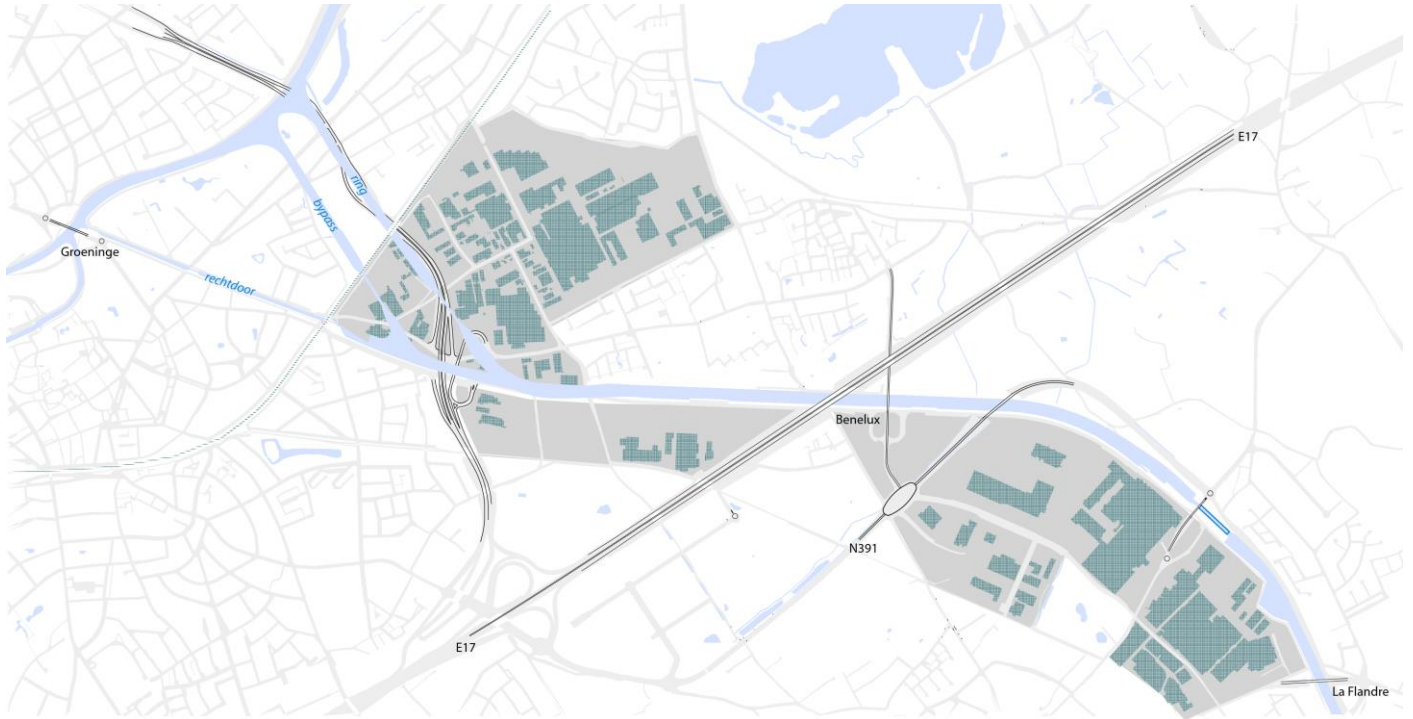 E17
ring
bypass
Groeninge
rechtdoor
Benelux
N391
E17
La Flandre